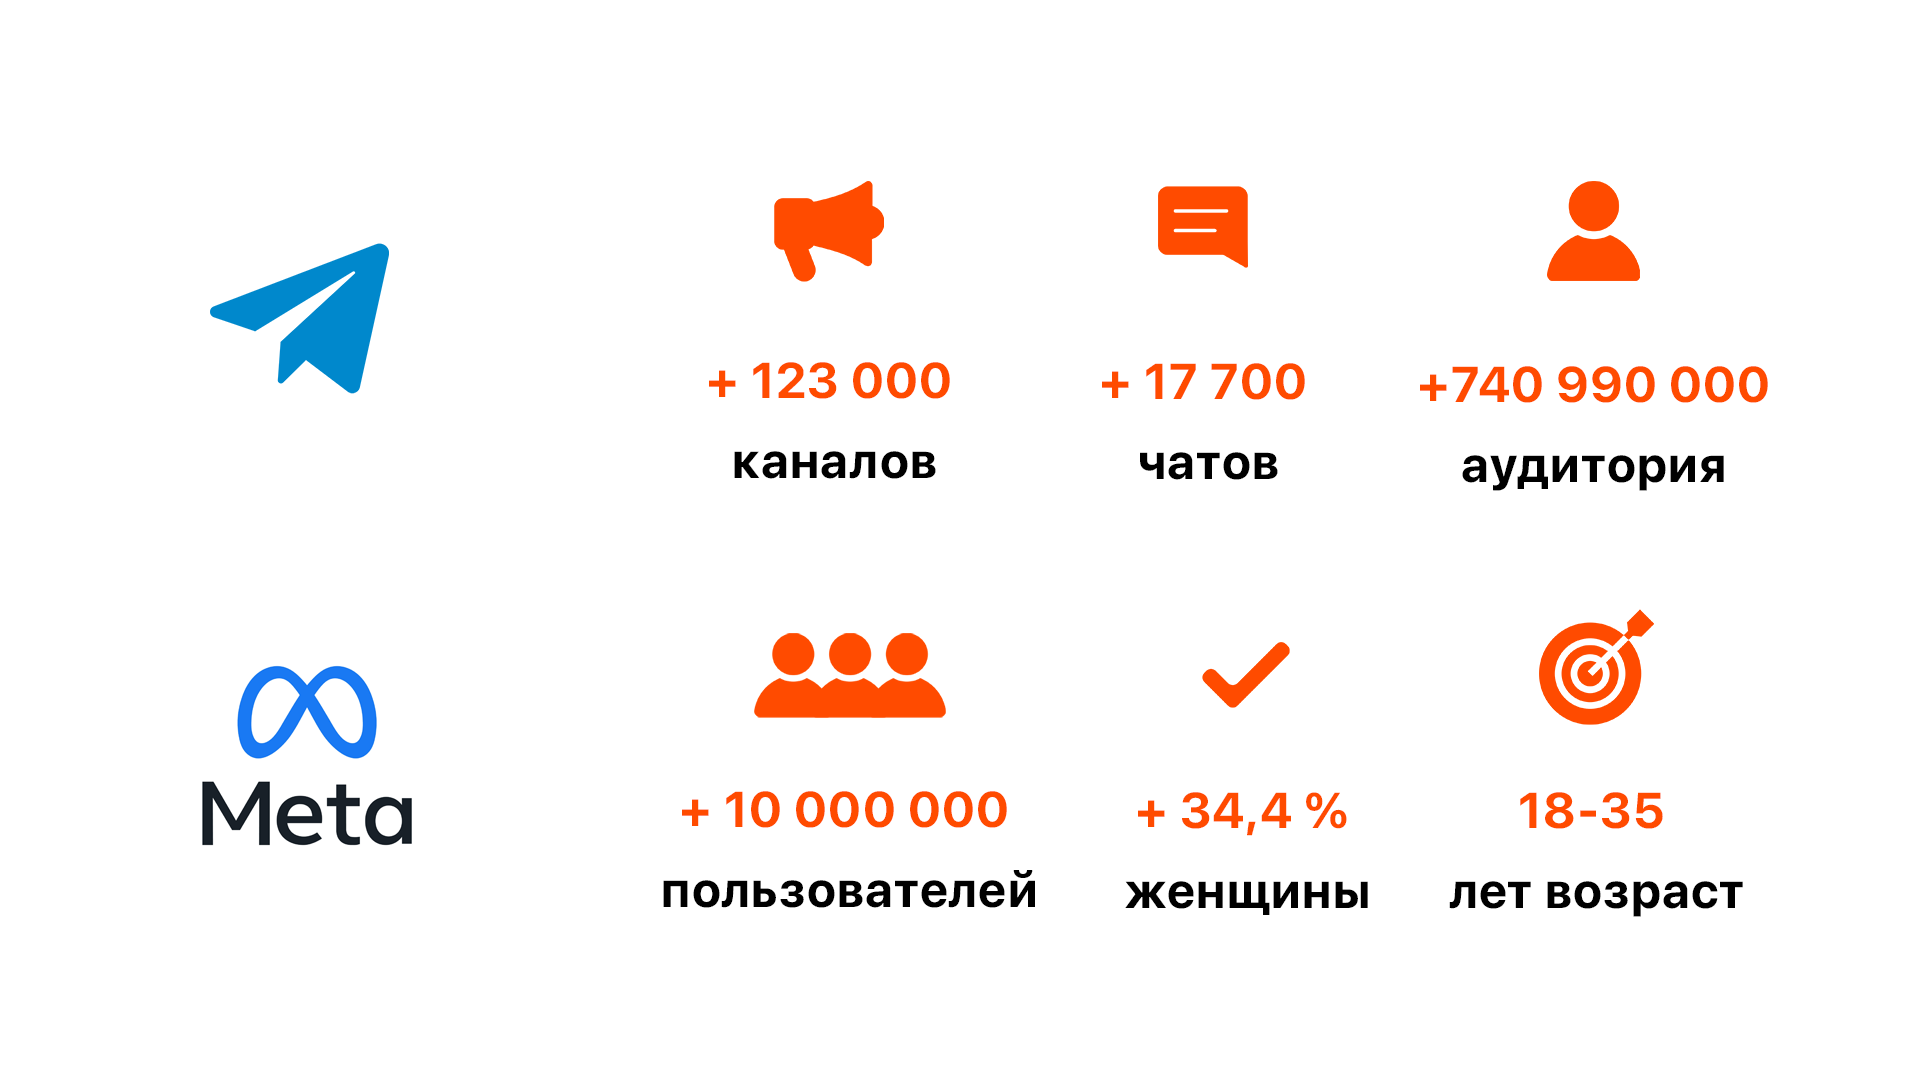 + 123 000
каналов
+ 17 700
чатов
+740 990 000
аудитория
Meta
+ 10 000 000
пользователей
+ 34,4 %
женщины
18-35
лет возраст